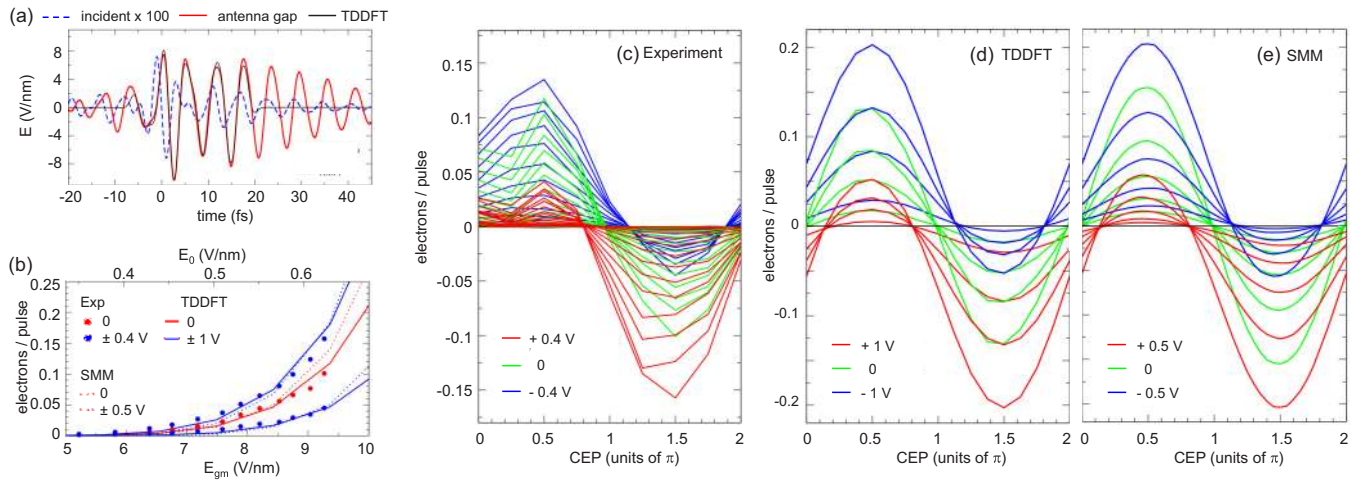 (a) incident x 100 antenna gap TDDFT
E (V/nm)
8
4
0
-4
-8
-20 -10 0 10 20 30 40
time (fs)
(b) E0 (V/nm)
0.4 0.5 0.6
electrons / pulse
0.25
0.20
0.15
0.10
0.05
0
Exp TDDFT
0 0
± 0.4 V ± 1 V
SMM
0
± 0.5 V
5 6 7 8 9 10
Egm (V/nm)
(c) Experiment
electrons / pulse
0.15
0.10
0.05
0
-0.05
-0.1
-0.15
+ 0.4 V
0
- 0.4 V
0 0.5 1 1.5 2
CEP (units of π)
(d) TDDFT
electrons / pulse
0.2
0.1
0
-0.1
-0.2
+ 1 V
0
- 1 V
0 0.5 1 1.5 2
CEP (units of π)
(e) SMM
+ 0.5 V
0
- 0.5 V
0 0.5 1 1.5 2
CEP (units of π)